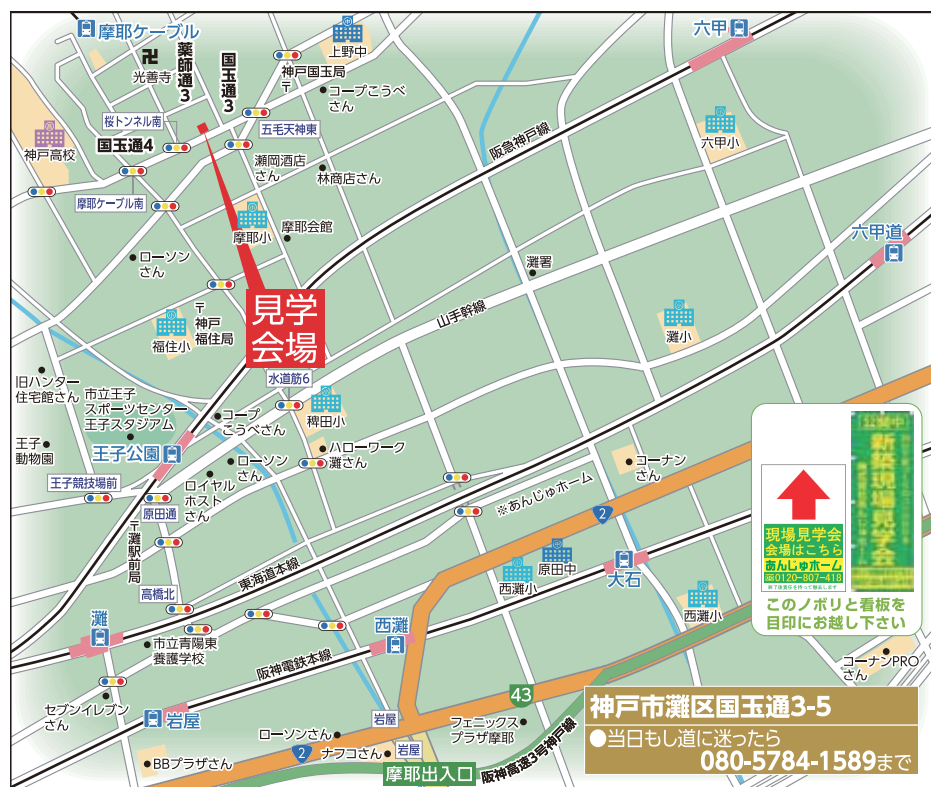 摩耶ケーブル
光善寺
薬師通3
国玉通3
上野中
神戸国玉局
コープこうべ
さん
六甲
桜トンネル南
五毛天神東
国玉通4
神戸高校
瀬岡酒店
さん
林商店さん
阪急神戸線
六甲小
摩耶ケーブル南
摩耶小
摩耶会館
ローソン
さん
灘署
六甲道
神戸
福住局
福住小
見学
会場
山手幹線
灘小
旧ハンター
住宅館さん
水道筋6
市立王子
スポーツセンター
王子スタジアム
コープ
こうべさん
稗田小
王子
動物園
王子公園
ローソン
さん
ハローワーク
灘さん
コーナン
さん
王子競技場前
ロイヤル
ホスト
さん
原田通
灘駅前局
※あんじゅホーム
2
公開中
新築現場見学会
現場見学会
会場はこちら
あんじゅホーム
0120-807-418
このノボリと看板を
目印にお越し下さい
東海道本線
高橋北
原田中
西灘小
大石
西灘小
灘
市立青陽東
養護学校
西灘
阪神電鉄本線
コーナンPRO
さん
セブンイレブン
さん
岩屋
岩屋
ローソンさん
フェニックス
プラザ摩耶
43
2
ナフコさん
岩屋
BBプラザさん
摩耶出入口
阪神高速3号神戸線
神戸市灘区国玉通3-5
●当日もし道に迷ったら
080-5784-1589まで